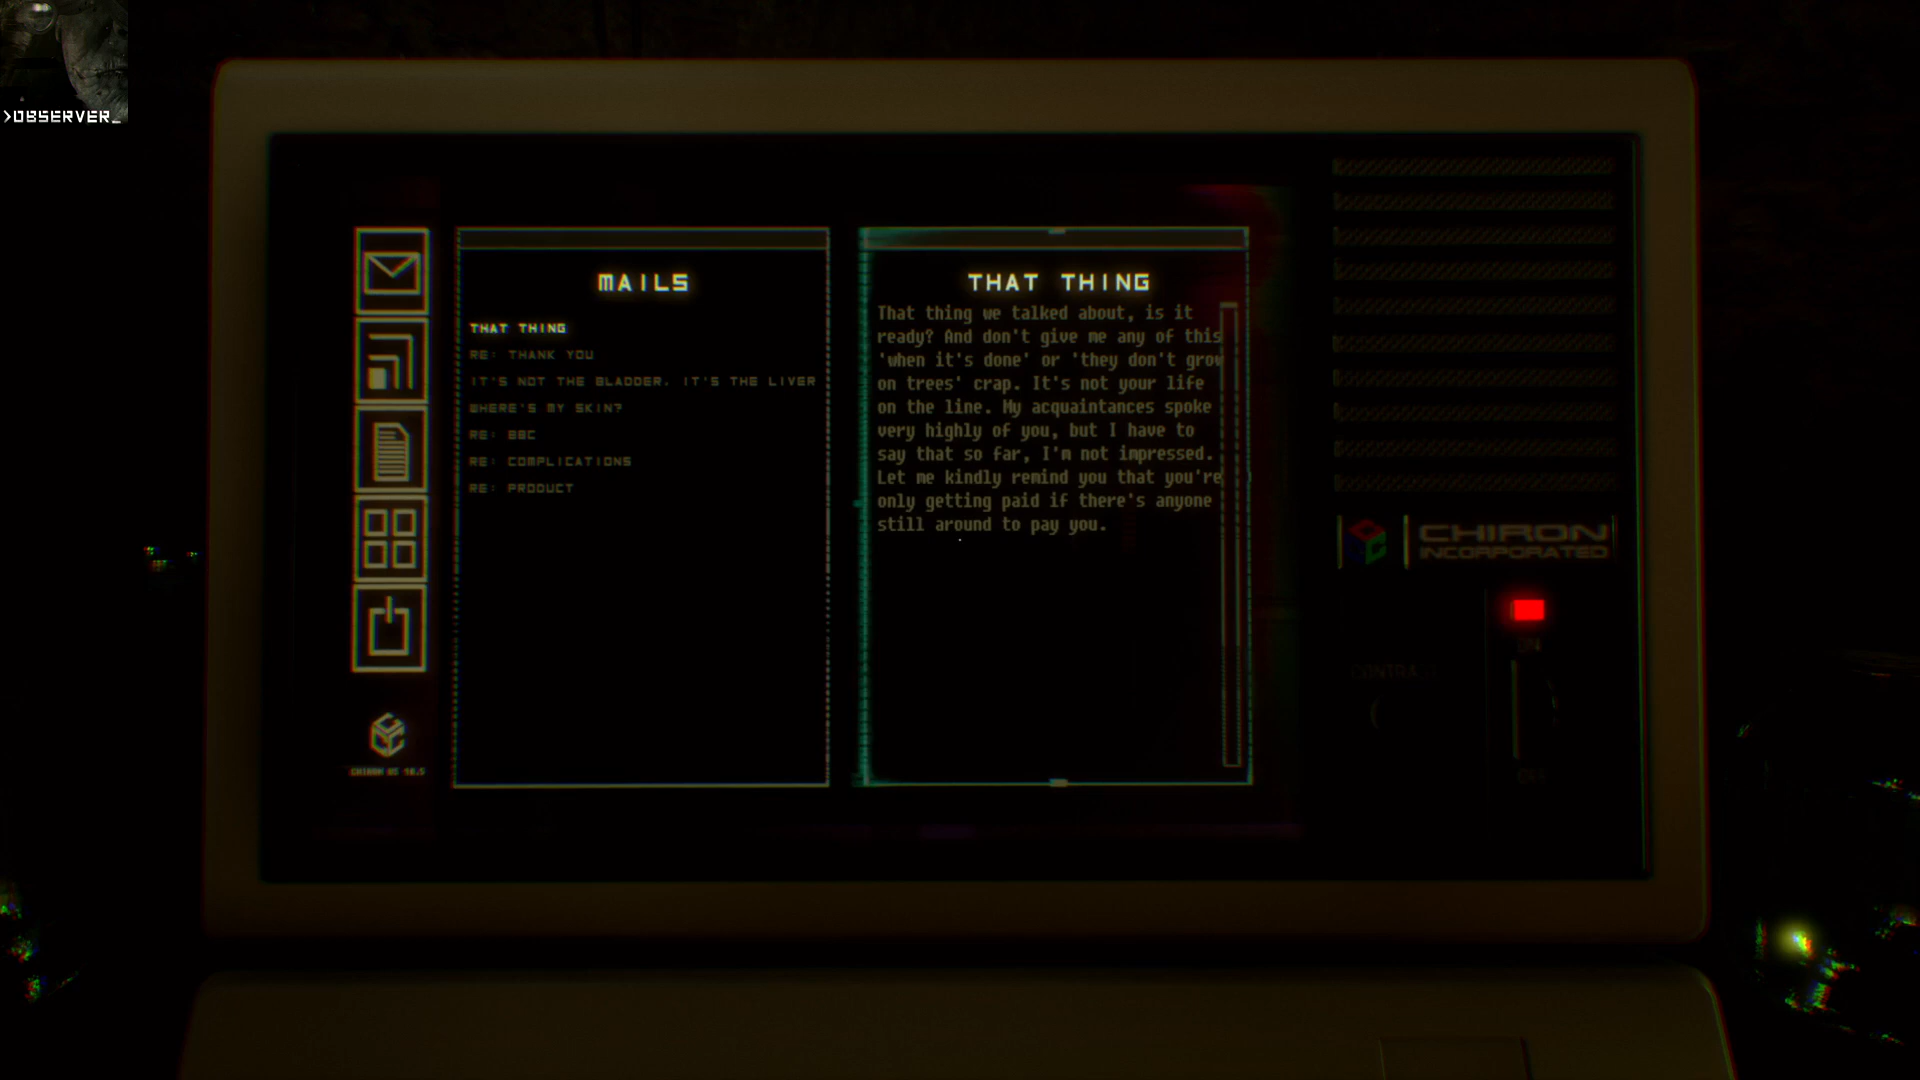 >OBSERVER_
MAILS
THAT THING
RE: THANK YOU
IT'S NOT THE BLADDER, IT'S THE LIVER
WHERE'S MY SKIN?
RE: BBC
RE: COMPLICATIONS
RE: PRODUCT
THAT THING
That thing we talked about, is it
ready? And don't give me any of this
'when it's done' or 'they don't grow
on trees' crap. It's not your life
on the line. My acquaintances spoke
very highly of you, but I have to
say that so far, I'm not impressed.
Let me kindly remind you that you're
only getting paid if there's anyone
still around to pay you.
CHIRON
INCORPORATED
ON
CHIRON OS